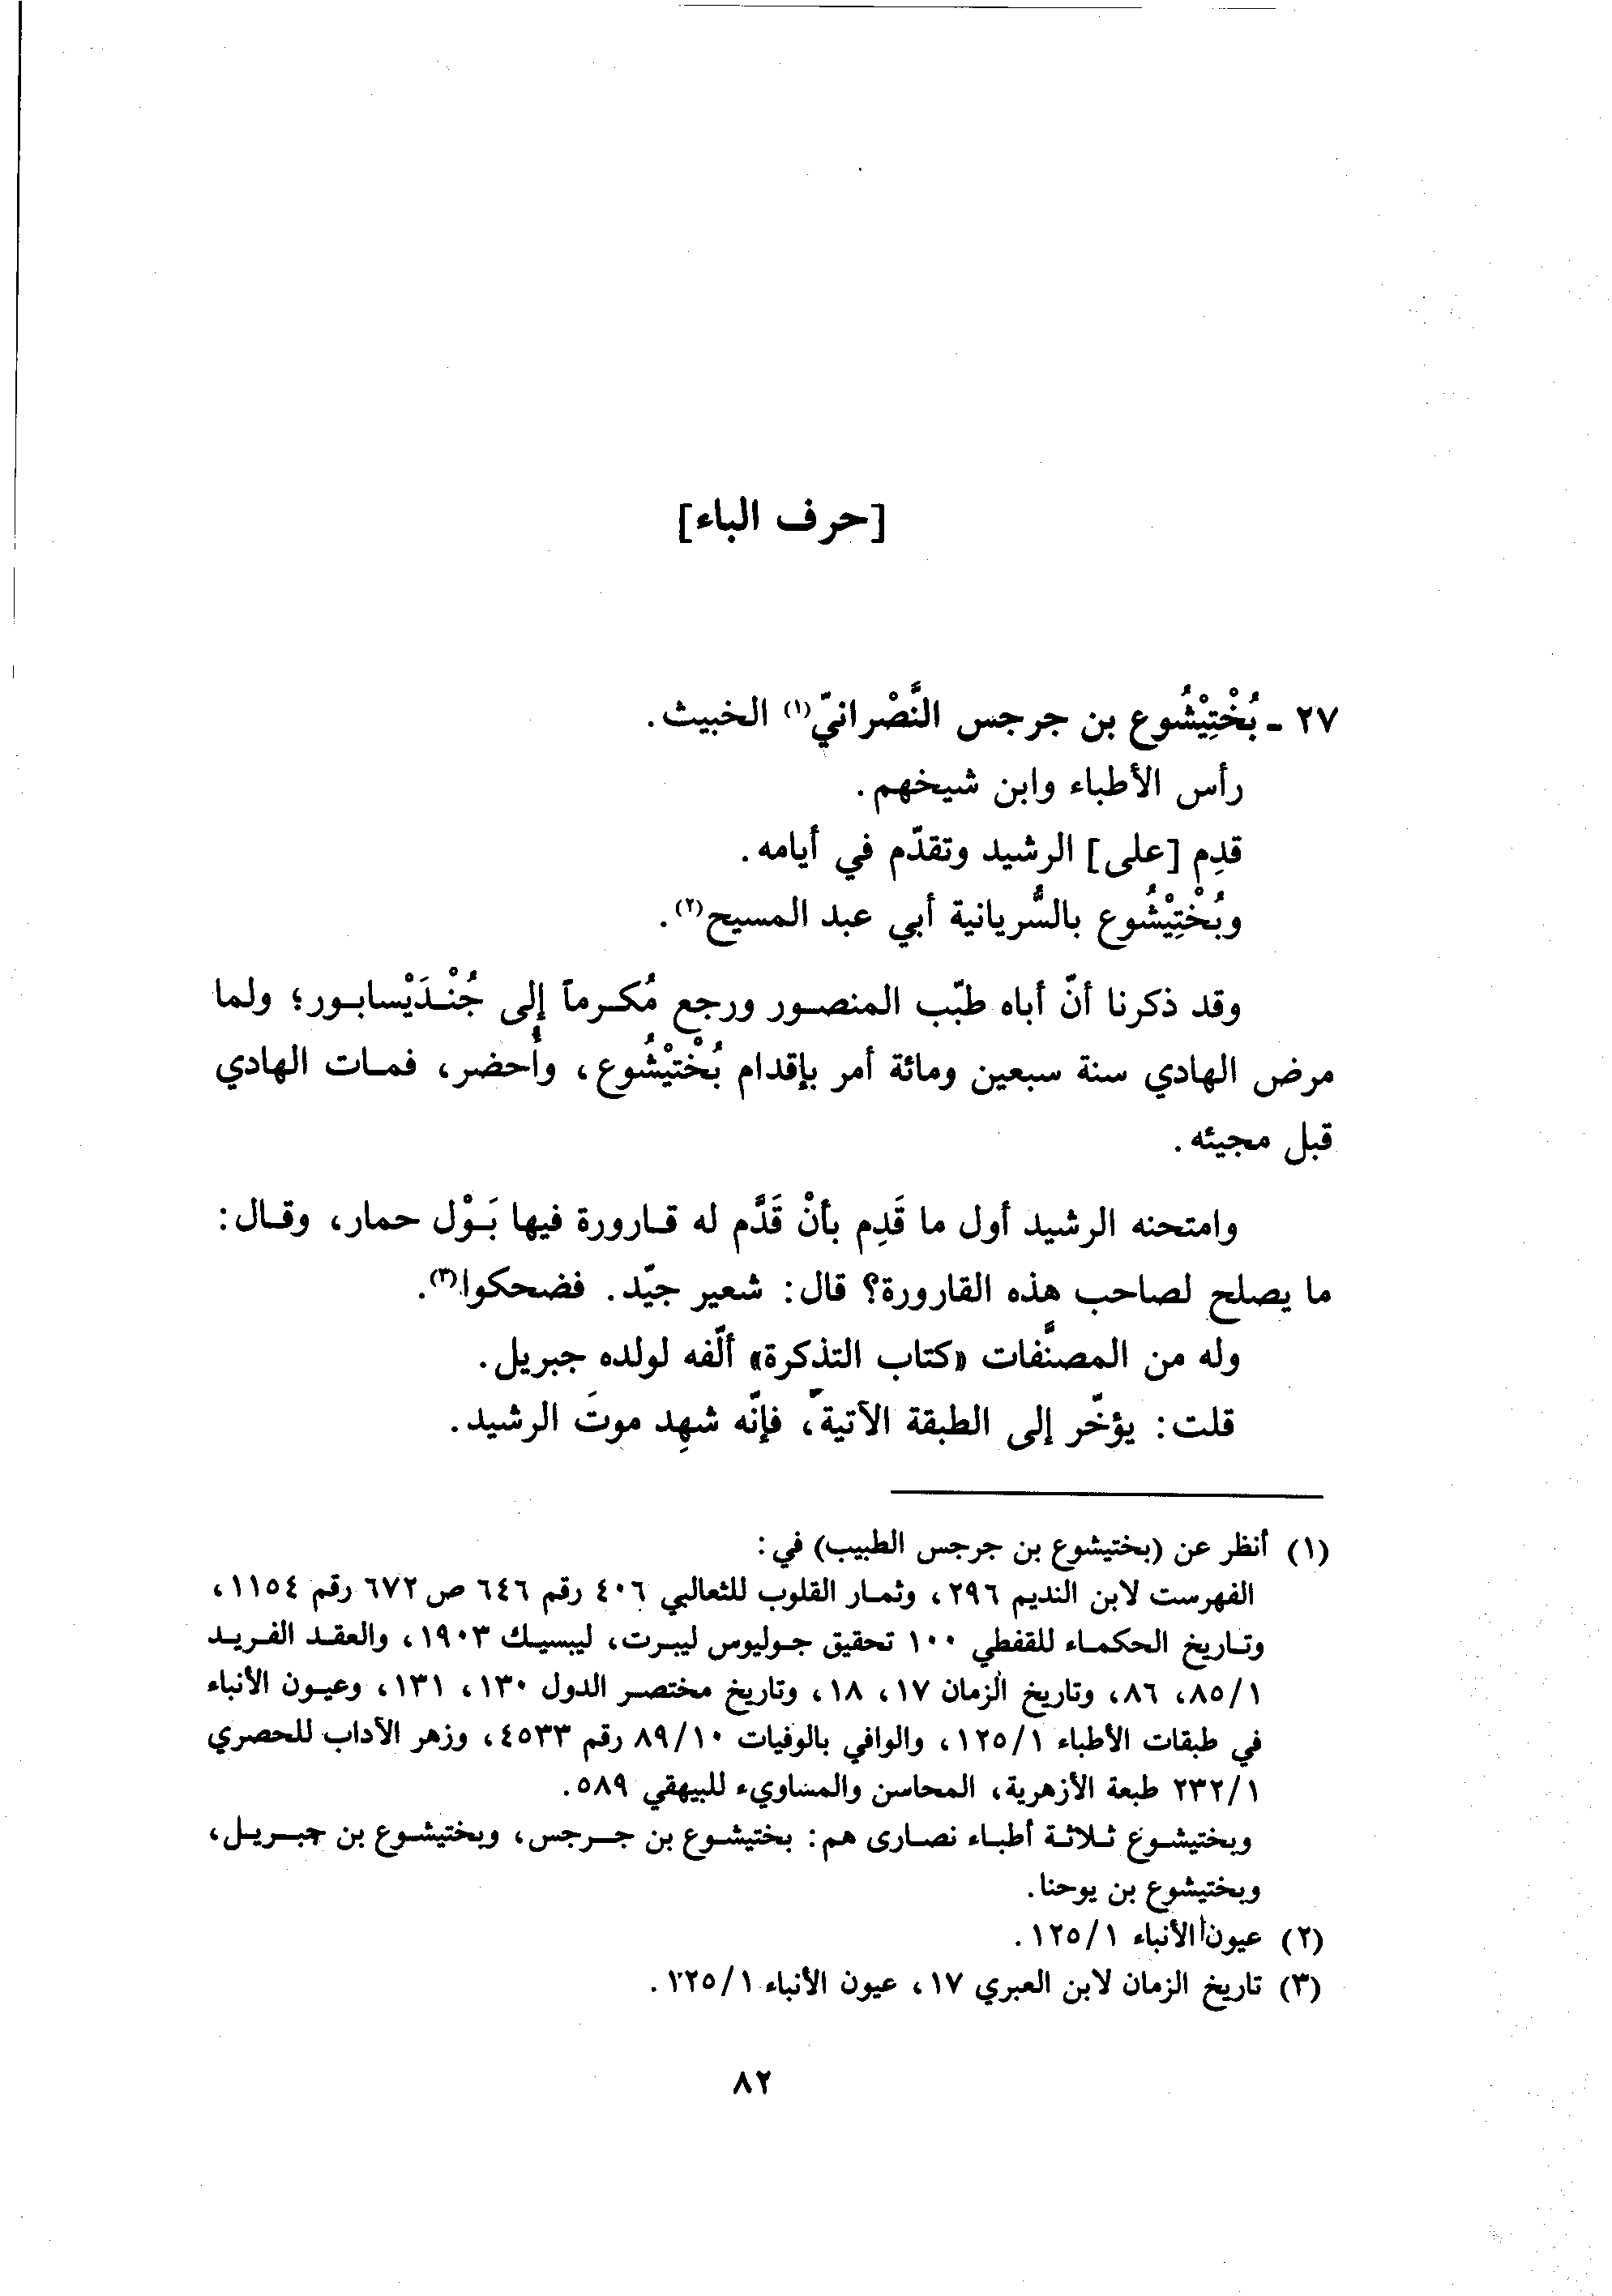 [حرف الباء]
٢٧ - بُخْتِيْشُوع بن جرجس النَّصْرانيّ(١) الخبيث.
رأس الأطباء وابن شيخهم.
قدِم [على] الرشيد وتقدّم في أيامه.
وبُخْتِيْشُوع بالسُّريانية أبي عبد المسيح(٢).
وقد ذكرنا أنّ أباه طبّب المنصور ورجع مُكرماً إلى جُنْدَيْسابور؛ ولما
مرض الهادي سنة سبعين ومائة أمر بإقدام بُخْتيْشُوع، وأُحضر، فمات الهادي
قبل مجيئه.
وامتحنه الرشيد أول ما قَدِم بأنْ قَدَّم له قارورة فيها بَوْل حمار، وقال:
ما يصلح لصاحب هذه القارورة؟ قال: شعير جيّد. فضحكوا(٣).
وله من المصنَّفات «كتاب التذكرة» ألّفه لولده جبريل.
قلت: يؤخّر إلى الطبقة الآتية، فإنّه شهِد موتَ الرشيد.
(١) أنظر عن (بختيشوع بن جرجس الطبيب) في:
الفهرست لابن النديم ٢٩٦، وثمار القلوب للثعالبي ٤٠٦ رقم ٦٤٦ ص ٦٧٢ رقم ١١٥٤،
وتاريخ الحكماء للقفطي ١٠٠ تحقيق جوليوس ليبرت، ليبسيك ١٩٠٣، والعقد الفريد
٨٥/١، ٨٦، وتاريخ الزمان ١٧، ١٨، وتاريخ مختصر الدول ١٣٠، ١٣١، وعيون الأنباء
في طبقات الأطباء ١٢٥/١، والوافي بالوفيات ٨٩/١٠ رقم ٤٥٣٣، وزهر الآداب للحصري
٢٣٢/١ طبعة الأزهرية، المحاسن والمساويء للبيهقي ٥٨٩.
وبختيشوع ثلاثة أطباء نصارى هم: بختيشوع بن جرجس، وبختيشوع بن جبريل،
وبختيشوع بن يوحنا.
(٢) عيون الأنباء ١٢٥/١.
(٣) تاريخ الزمان لابن العبري ١٧، عيون الأنباء ١٢٥/١.
٨٢